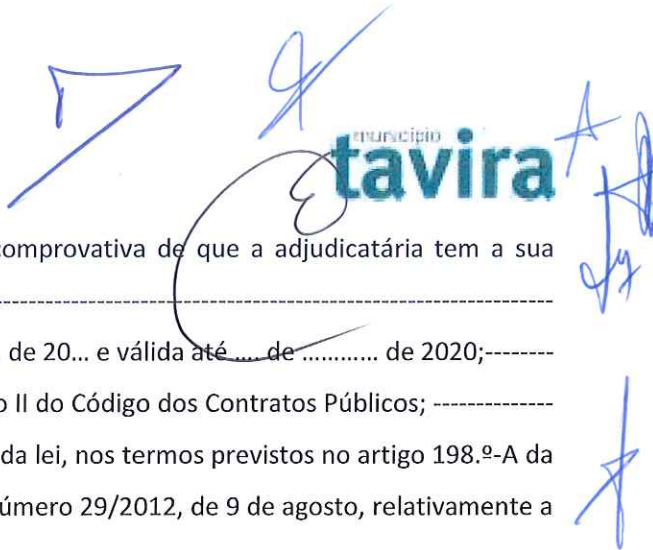 município
tavira
comprovativa de que a adjudicatária tem a sua
--------------------------------------------------------------
de 20... e válida até .... de ............ de 2020;--------
o II do Código dos Contratos Públicos; --------------
da lei, nos termos previstos no artigo 198.º-A da
úmero 29/2012, de 9 de agosto, relativamente a